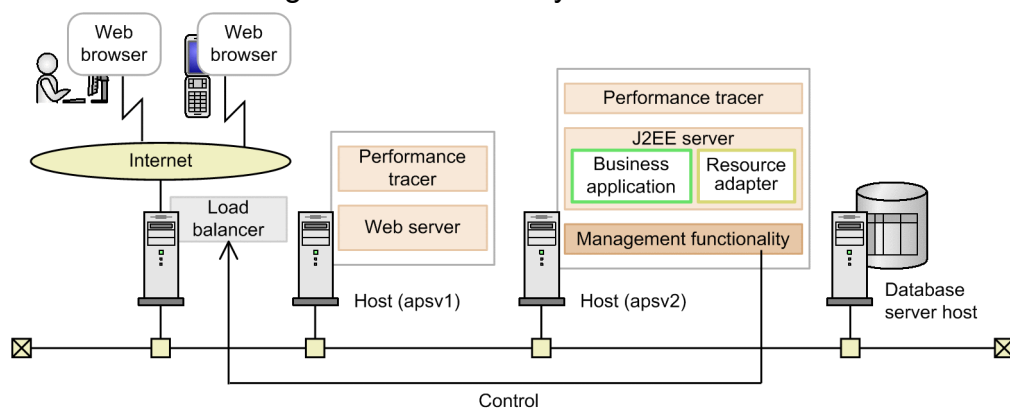 Web
browser
Web
browser
Internet
Load
balancer
Performance
tracer
Web server
Host (apsv1)
Performance tracer
J2EE server
Business
application
Resource
adapter
Management functionality
Host (apsv2)
Database
server host
Control